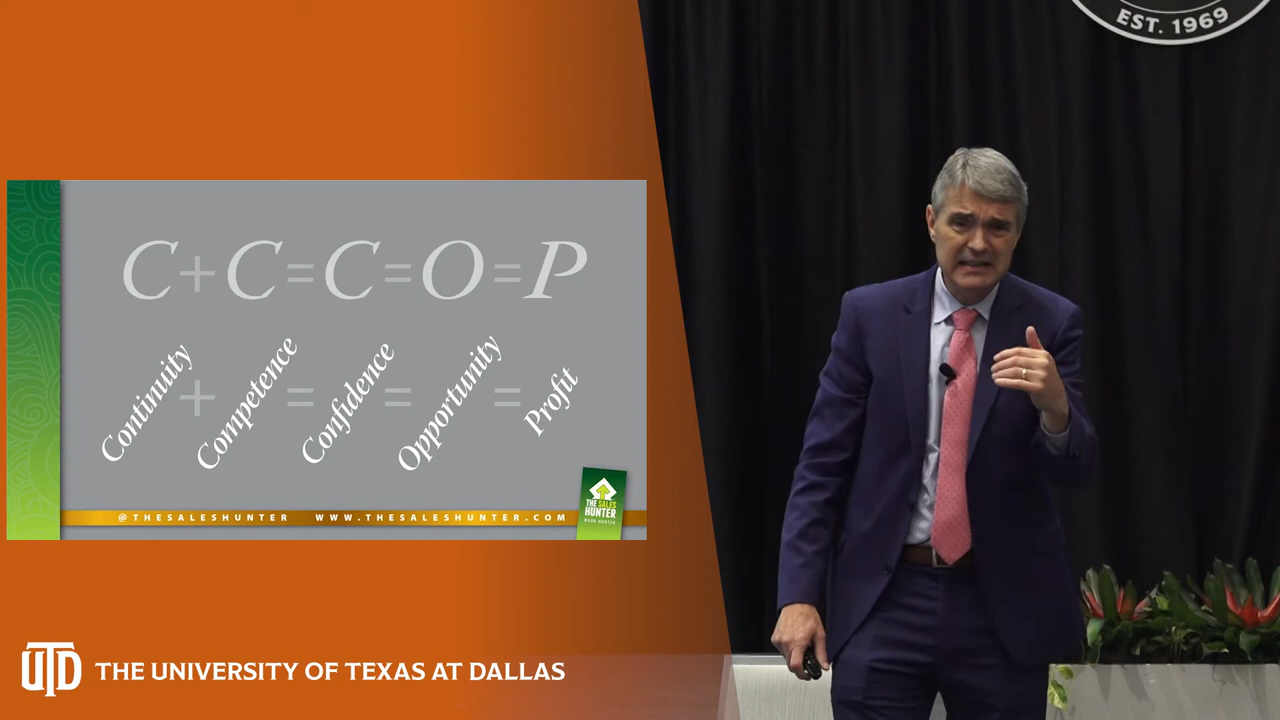 EST. 1969
C+C=C=O=P
Continuity + Competence = Confidence = Opportunity = Profit
THE SALES
HUNTER
MARK HUNTER
@THESALESHUNTER WWW.THESALESHUNTER.COM
UTD THE UNIVERSITY OF TEXAS AT DALLAS